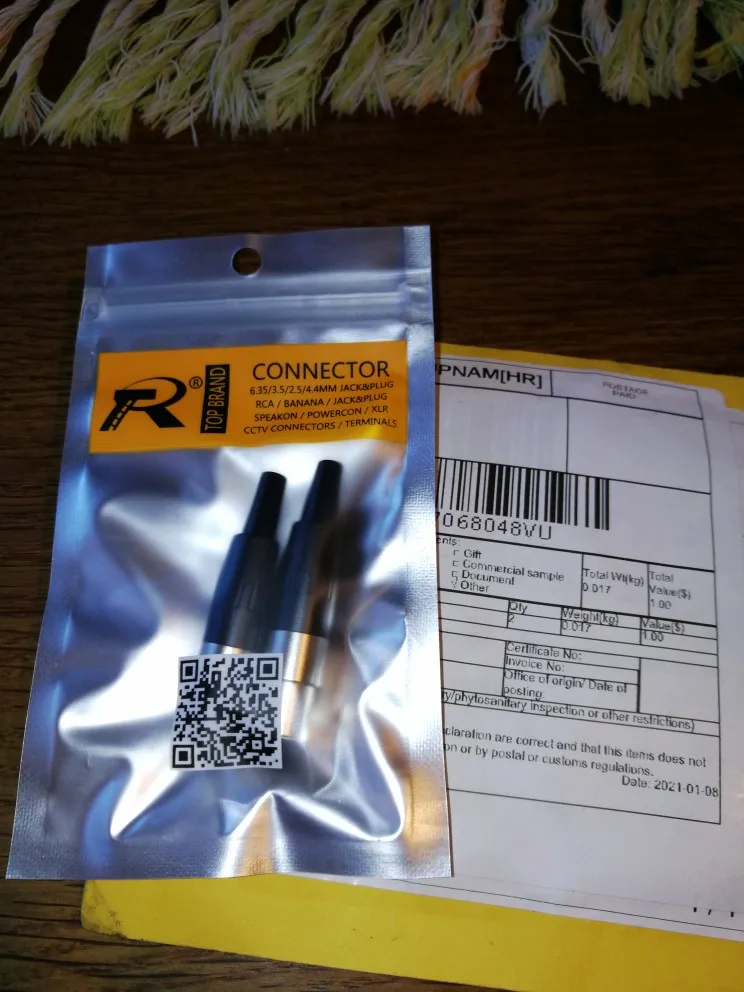 R®
TOP BRAND
CONNECTOR
6.35/3.5/2.5/4.4MM JACK&PLUG
RCA / BANANA / JACK&PLUG
SPEAKON / POWERCON / XLR
CCTV CONNECTORS / TERMINALS
PNAM[HR]
POSTAGE
PAID
7068048VU
ents:
Gift
Commercial sample
Document
Other
Total Wt(kg)
0.017
Total
Value($)
1.00
Qty
2
Weight(kg)
0.017
Value($)
1.00
Certificate No:
Invoice No:
Office of origin/ Date of
posting:
ry/phytosanitary inspection or other restrictions)
claration are correct and that this items does not
on or by postal or customs regulations.
Date: 2021-01-08